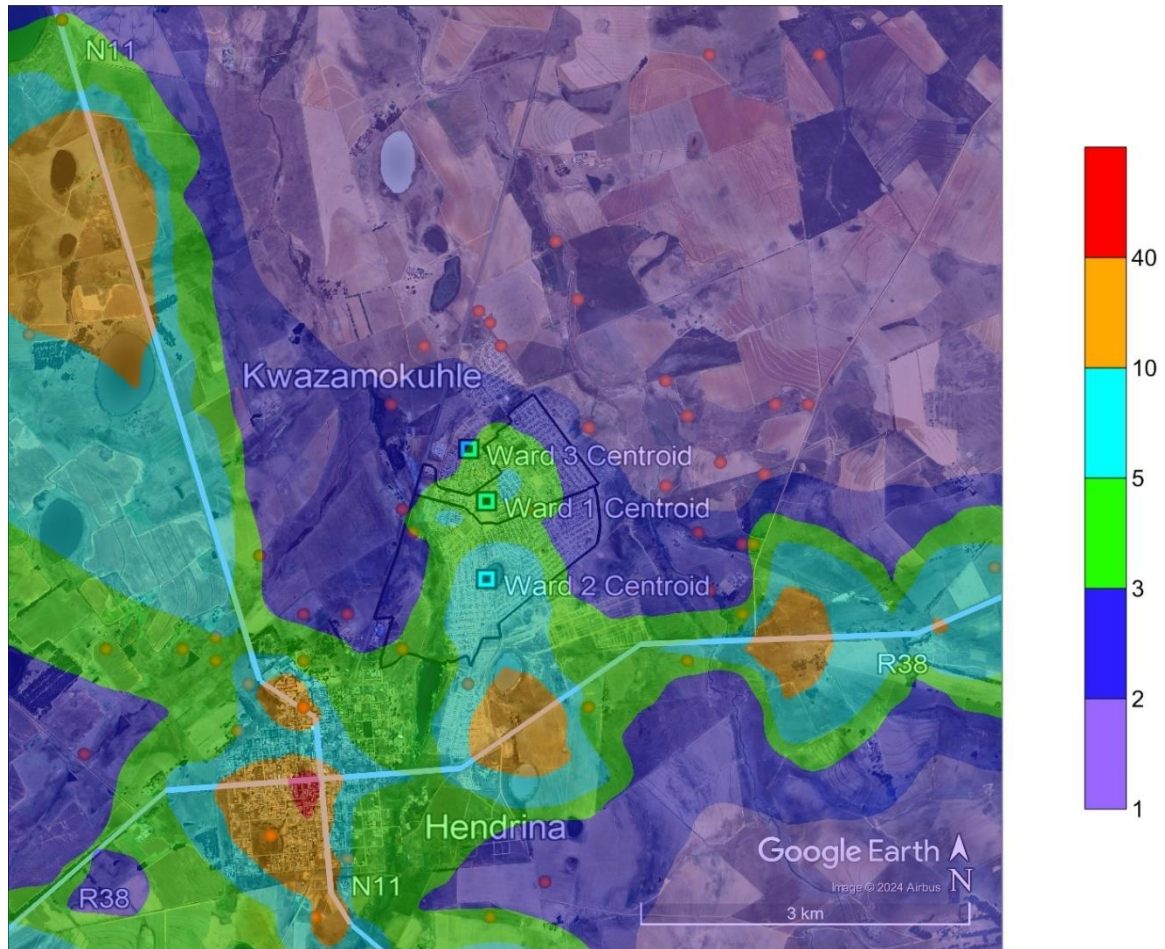 N11
Kwazamokuhle
Ward 3 Centroid
Ward 1 Centroid
Ward 2 Centroid
R38
Hendrina
Google Earth
N
Image © 2024 Airbus
R38
N11
3 km
40
10
5
3
2
1